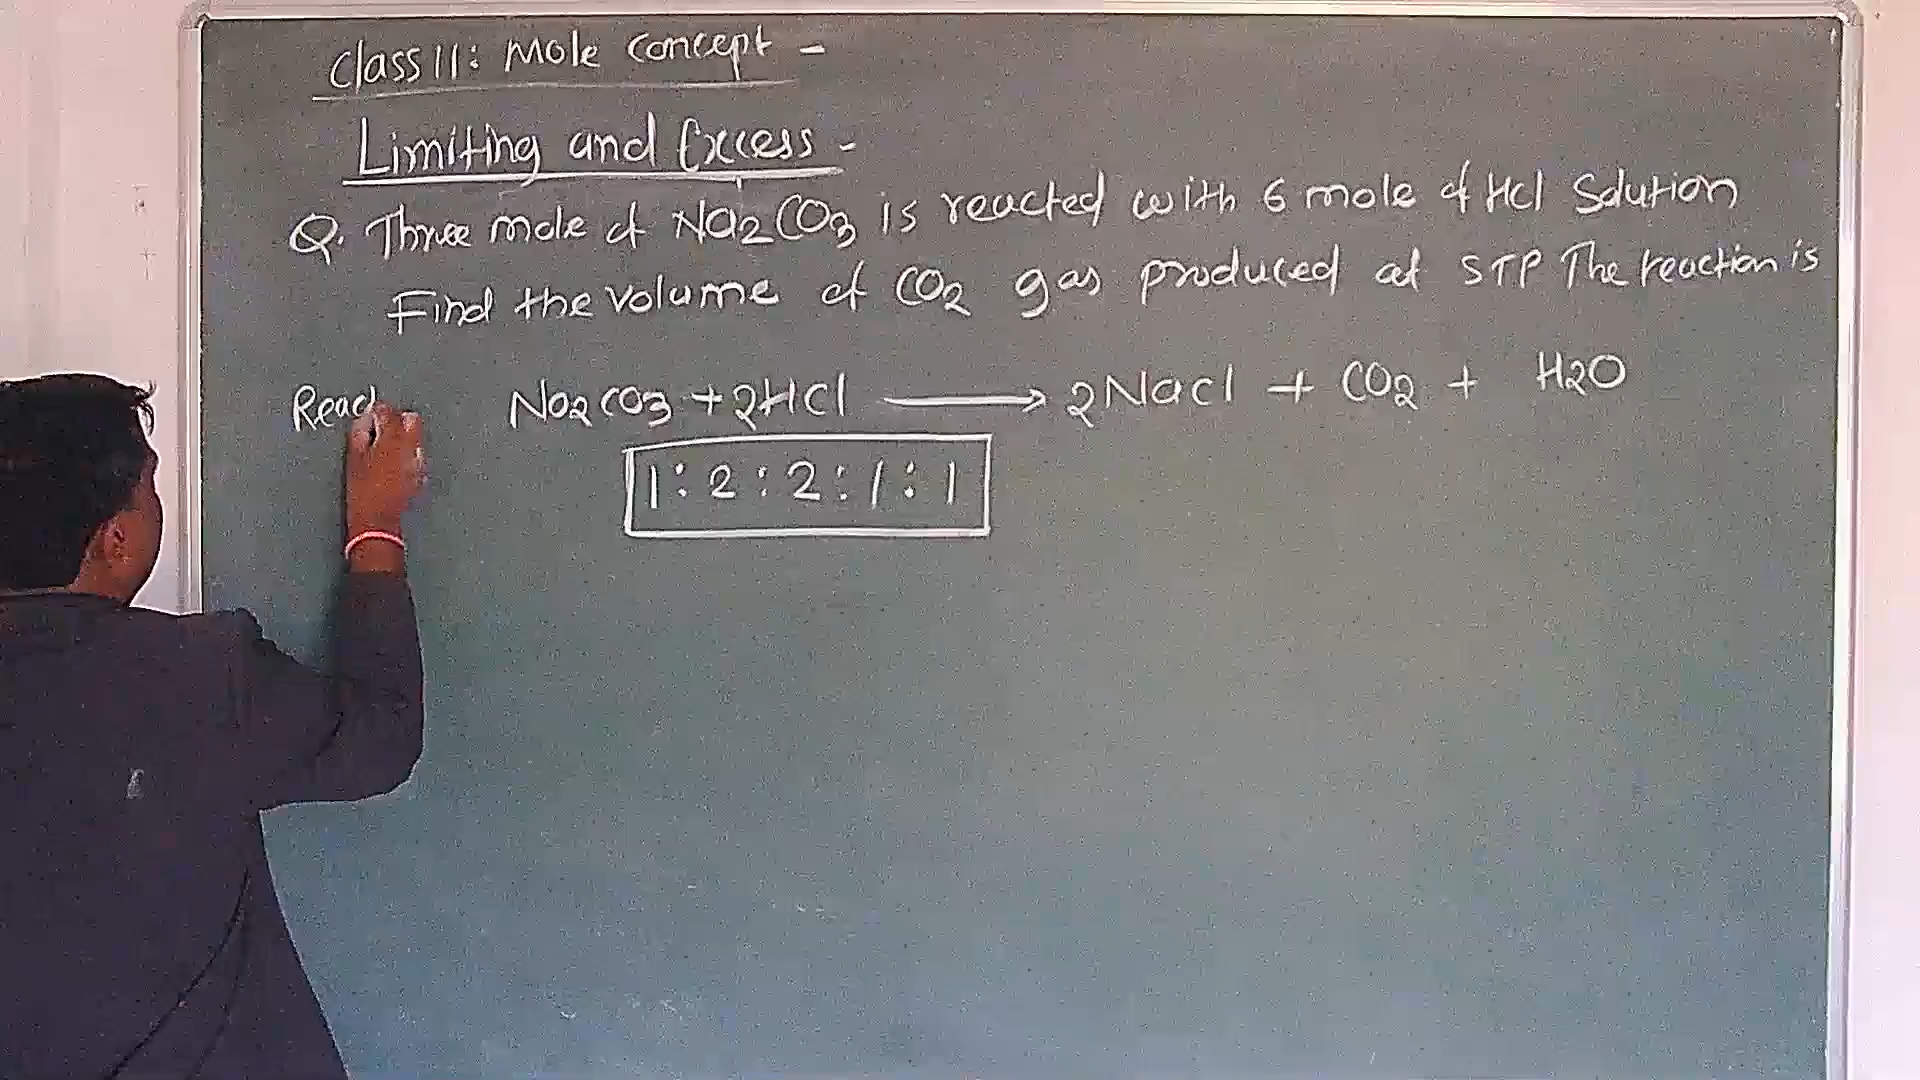 Class 11: Mole Concept -
Limiting and Excess -
Q. Three mole of Na2CO3 is reacted with 6 mole of HCl Solution
Find the volume of CO2 gas produced at STP The reaction is
Reac Na2CO3 + 2HCl ⟶ 2NaCl + CO2 + H2O
1 : 2 : 2 : 1 : 1